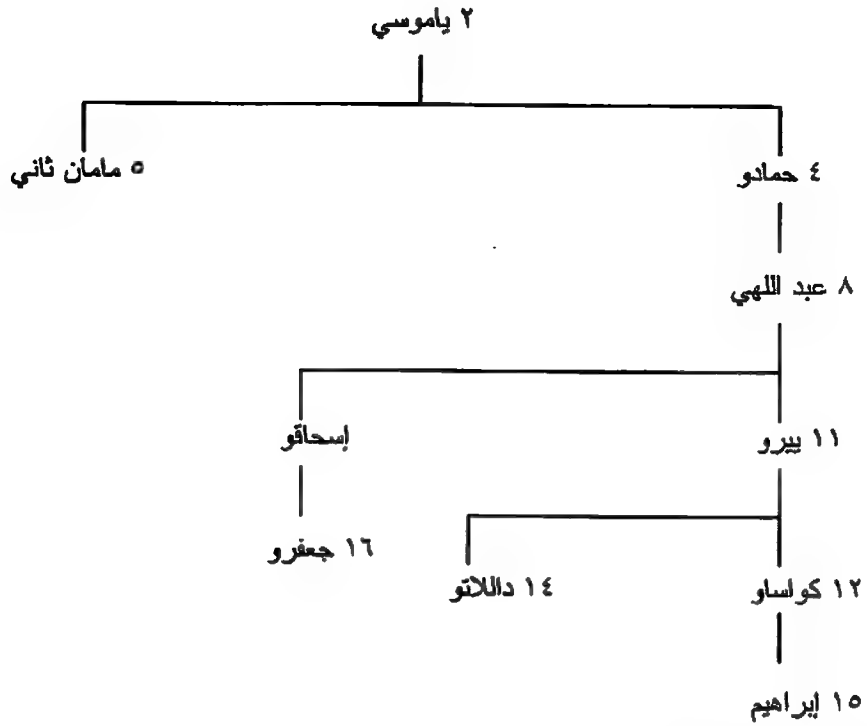 ٢ ياموسي
٤ حمادو
٥ مامان ثاني
٨ عبد اللهي
١١ ييرو
إسحاقو
١٦ جعفرو
١٢ كولساو
١٤ داللاتو
١٥ إبراهيم